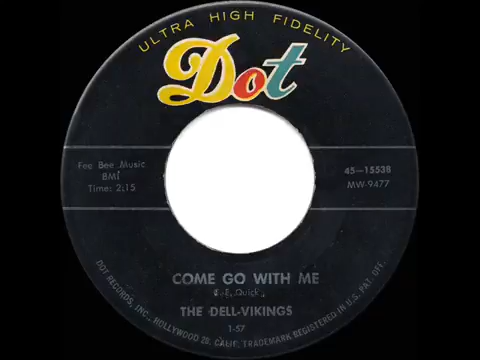 ULTRA HIGH FIDELITY
Dot
Fee Bee Music
BMI
Time: 2:15
45-15538
MW-9477
COME GO WITH ME
Quick
THE DELL-VIKINGS
1-57
DOT RECORDS, INC., HOLLYWOOD 28, CALIF. TRADEMARK REGISTERED IN U.S. PAT. OFF.